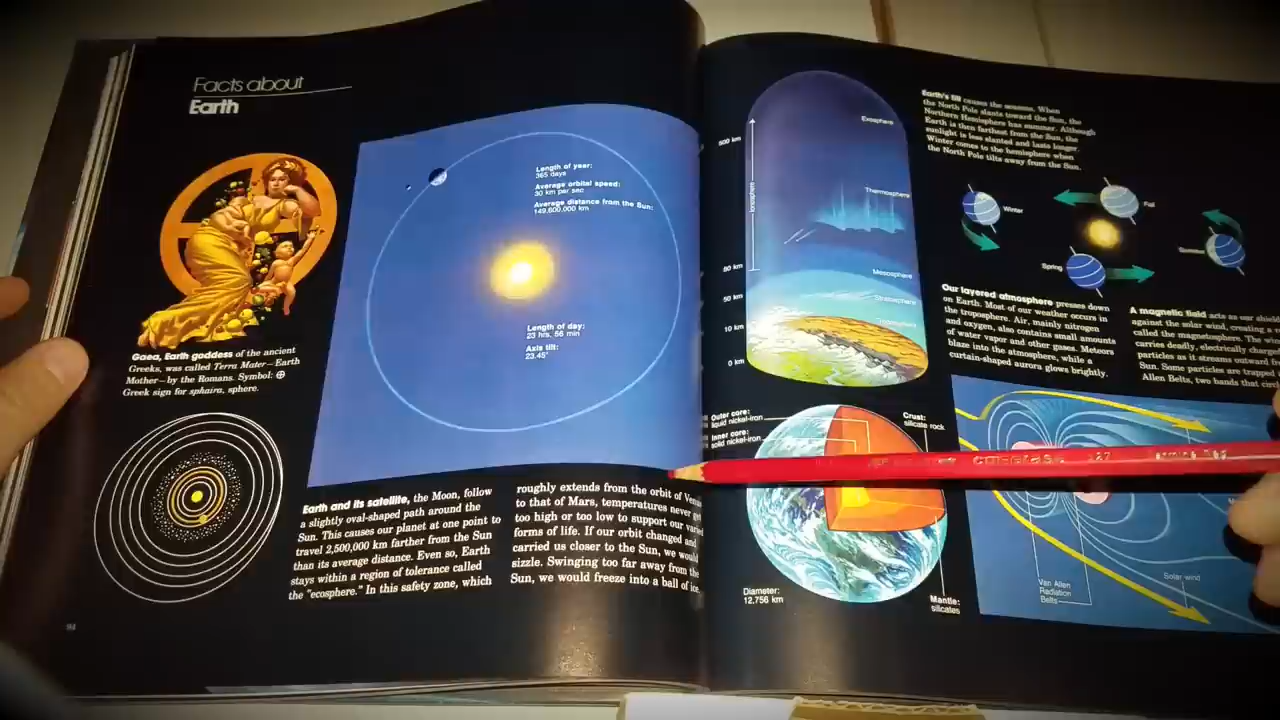 Facts about
Earth
Gaea, Earth goddess of the ancient
Greeks, was called Terra Mater—Earth
Mother—by the Romans. Symbol: ⊕
Greek sign for sphaira, sphere.
Length of year:
365 days
Average orbital speed:
30 km per sec
Average distance from the Sun:
149,600,000 km
Length of day:
23 hrs, 56 min
Axis tilt:
23.45°
Earth and its satellite, the Moon, follow
a slightly oval-shaped path around the
Sun. This causes our planet at one point to
travel 2,500,000 km farther from the Sun
than its average distance. Even so, Earth
stays within a region of tolerance called
the "ecosphere." In this safety zone, which
roughly extends from the orbit of Venus
to that of Mars, temperatures never get
too high or too low to support our varied
forms of life. If our orbit changed and
carried us closer to the Sun, we would
sizzle. Swinging too far away from the
Sun, we would freeze into a ball of ice.
94
500 km
80 km
50 km
10 km
0 km
Ionosphere
Exosphere
Thermosphere
Mesosphere
Stratosphere
Troposphere
Earth's tilt causes the seasons. When
the North Pole slants toward the Sun, the
Northern Hemisphere has summer. Although
Earth is then farthest from the Sun, the
sunlight is less slanted and lasts longer.
Winter comes to the hemisphere when
the North Pole tilts away from the Sun.
Winter
Fall
Spring
Summer
Our layered atmosphere presses down
on Earth. Most of our weather occurs in
the troposphere. Air, mainly nitrogen
and oxygen, also contains small amounts
of water vapor and other gases. Meteors
blaze into the atmosphere, while a
curtain-shaped aurora glows brightly.
A magnetic field acts as our shield
against the solar wind, creating a
called the magnetosphere. The wind
carries deadly, electrically charged
particles as it streams outward from
Sun. Some particles are trapped
Allen Belts, two bands that circle
Outer core:
liquid nickel-iron
Inner core:
solid nickel-iron
Crust:
silicate rock
Diameter:
12,756 km
Mantle:
silicates
Van Allen
Radiation
Belts
Solar wind